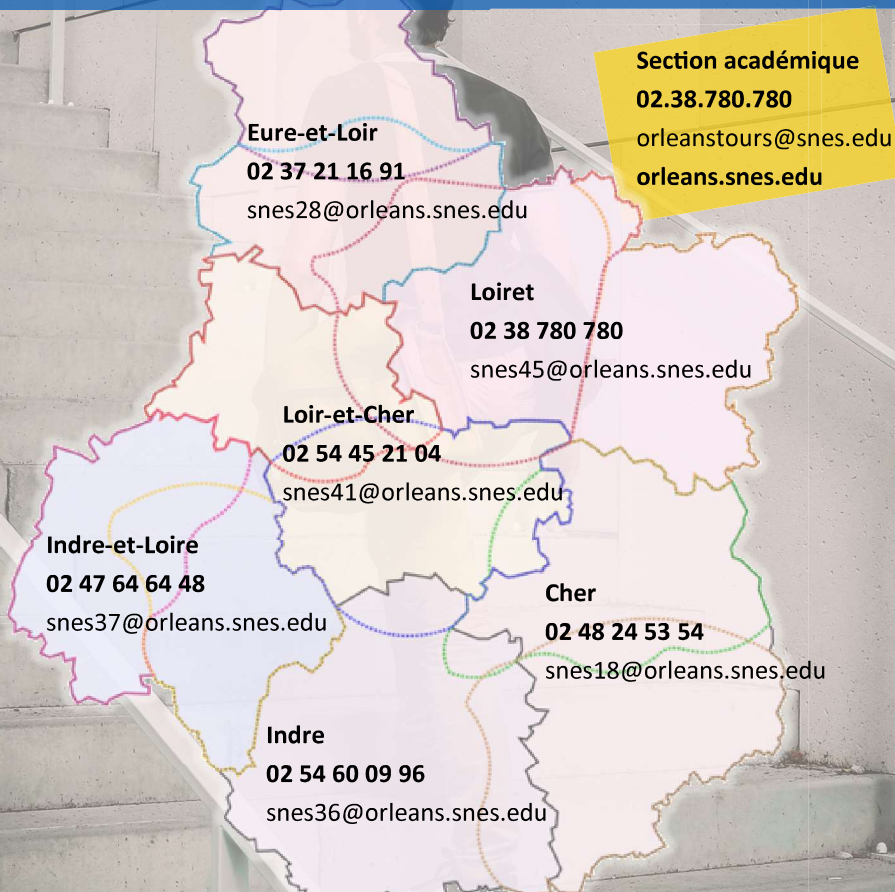 Section académique
02.38.780.780
orleanstours@snes.edu
orleans.snes.edu
Eure-et-Loir
02 37 21 16 91
snes28@orleans.snes.edu
Loiret
02 38 780 780
snes45@orleans.snes.edu
Loir-et-Cher
02 54 45 21 04
snes41@orleans.snes.edu
Indre-et-Loire
02 47 64 64 48
snes37@orleans.snes.edu
Cher
02 48 24 53 54
snes18@orleans.snes.edu
Indre
02 54 60 09 96
snes36@orleans.snes.edu